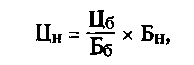 Цн = Цб/Бб × Бн,